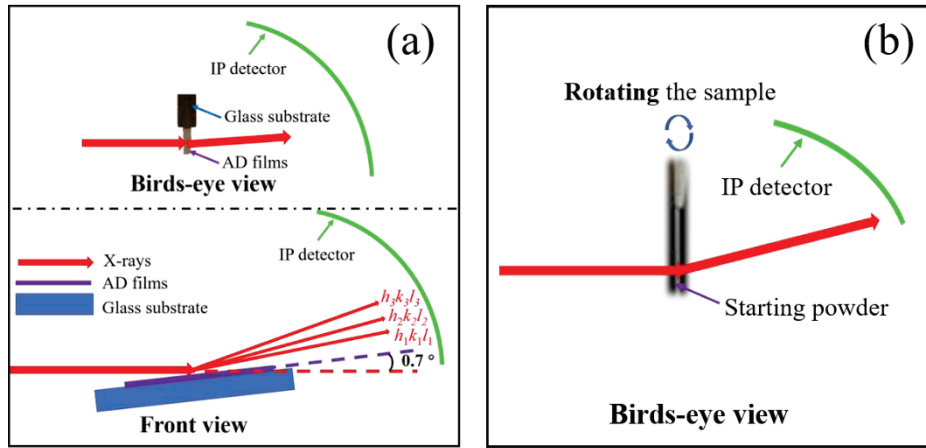 (a)
IP detector
Glass substrate
AD films
Birds-eye view
IP detector
X-rays
AD films
Glass substrate
h₃k₃l₃
h₂k₂l₂
h₁k₁l₁
0.7 °
Front view
(b)
Rotating the sample
IP detector
Starting powder
Birds-eye view